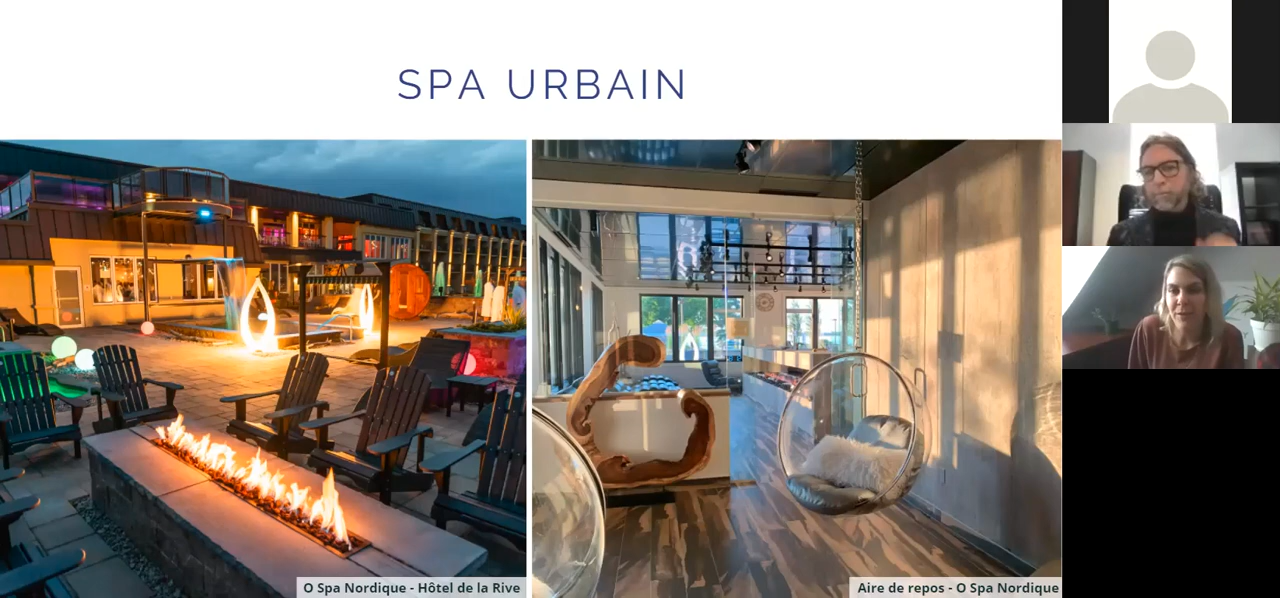 SPA URBAIN
O Spa Nordique - Hôtel de la Rive
Aire de repos - O Spa Nordique